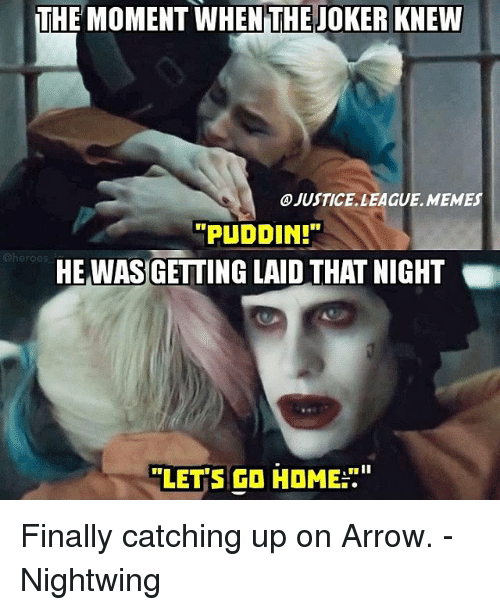 THE MOMENT WHEN THE JOKER KNEW
@JUSTICE.LEAGUE.MEMES
"PUDDIN!"
@heroes
HE WAS GETTING LAID THAT NIGHT
"LET'S GO HOME."
Finally catching up on Arrow. -
Nightwing